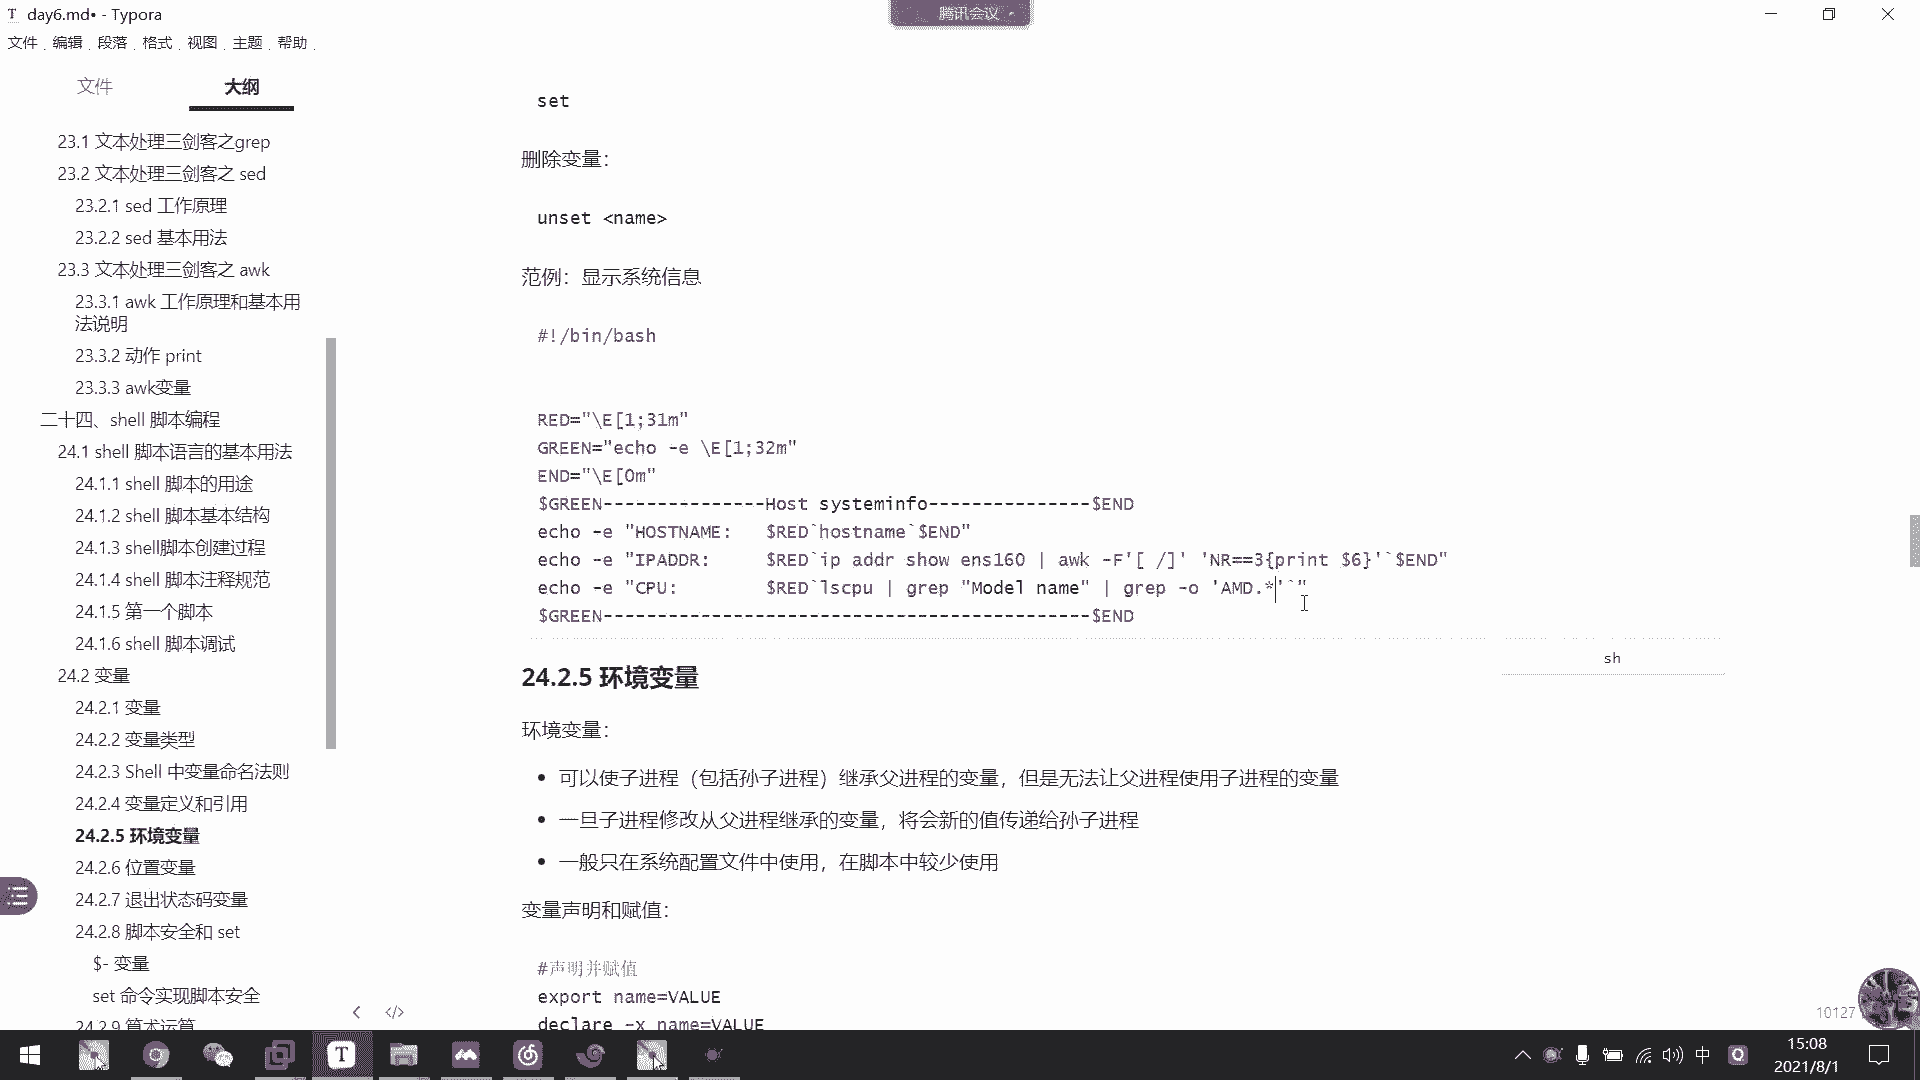 T day6.md• - Typora
腾讯会议
文件 编辑 段落 格式 视图 主题 帮助
文件
大纲
23.1 文本处理三剑客之grep
23.2 文本处理三剑客之 sed
23.2.1 sed 工作原理
23.2.2 sed 基本用法
23.3 文本处理三剑客之 awk
23.3.1 awk 工作原理和基本用
法说明
23.3.2 动作 print
23.3.3 awk变量
二十四、shell 脚本编程
24.1 shell 脚本语言的基本用法
24.1.1 shell 脚本的用途
24.1.2 shell 脚本基本结构
24.1.3 shell脚本创建过程
24.1.4 shell 脚本注释规范
24.1.5 第一个脚本
24.1.6 shell 脚本调试
24.2 变量
24.2.1 变量
24.2.2 变量类型
24.2.3 Shell 中变量命名法则
24.2.4 变量定义和引用
24.2.5 环境变量
24.2.6 位置变量
24.2.7 退出状态码变量
24.2.8 脚本安全和 set
$- 变量
set 命令实现脚本安全
24.2.9 算术运算
set
删除变量：
unset <name>
范例：显示系统信息
#!/bin/bash
RED="\E[1;31m"
GREEN="echo -e \E[1;32m"
END="\E[0m"
$GREEN---------------Host systeminfo---------------$END
echo -e "HOSTNAME:   $RED`hostname`$END"
echo -e "IPADDR:     $RED`ip addr show ens160 | awk -F'[ /]' 'NR==3{print $6}'`$END"
echo -e "CPU:        $RED`lscpu | grep "Model name" | grep -o 'AMD.*'`"
$GREEN---------------------------------------------$END
sh
24.2.5 环境变量
环境变量：
• 可以使子进程（包括孙子进程）继承父进程的变量，但是无法让父进程使用子进程的变量
• 一旦子进程修改从父进程继承的变量，将会新的值传递给孙子进程
• 一般只在系统配置文件中使用，在脚本中较少使用
变量声明和赋值：
#声明并赋值
export name=VALUE
declare -x name=VALUE
10127
中
15:08
2021/8/1